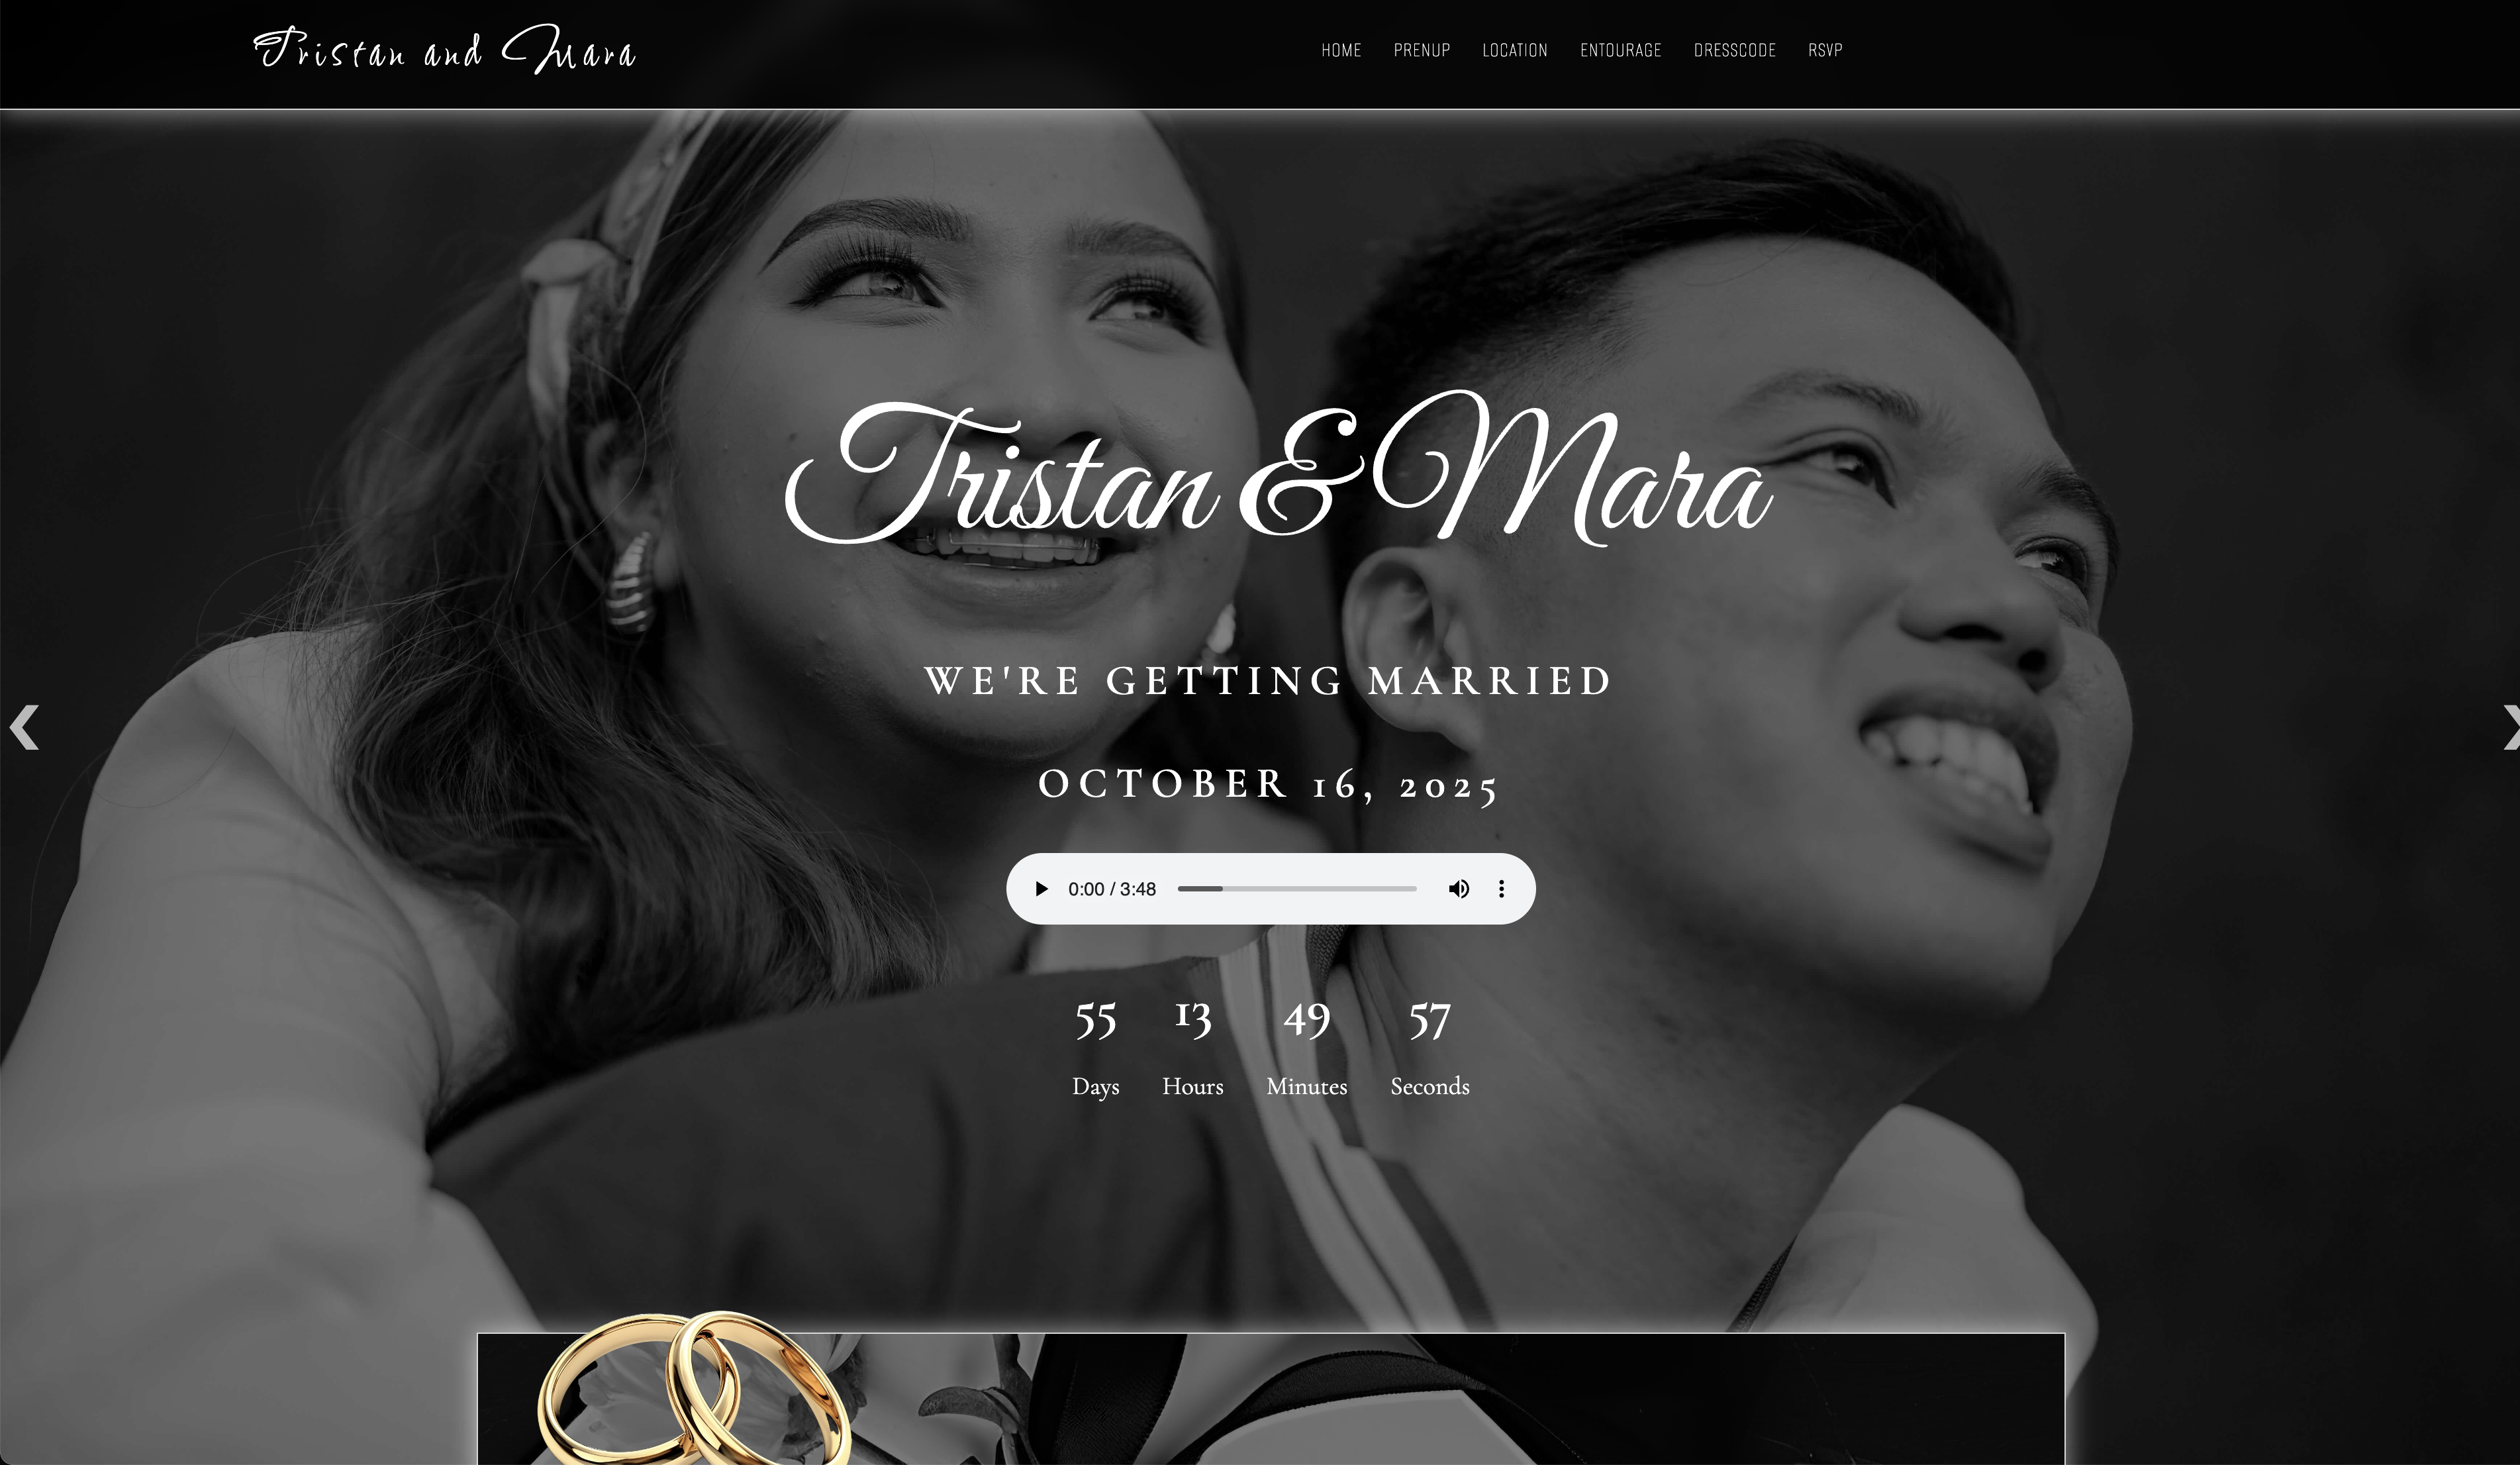 Tristan and Mara
HOME PRENUP LOCATION ENTOURAGE DRESSCODE RSVP
Tristan & Mara
WE'RE GETTING MARRIED
OCTOBER 16, 2025
0:00 / 3:48
55 13 49 57
Days Hours Minutes Seconds